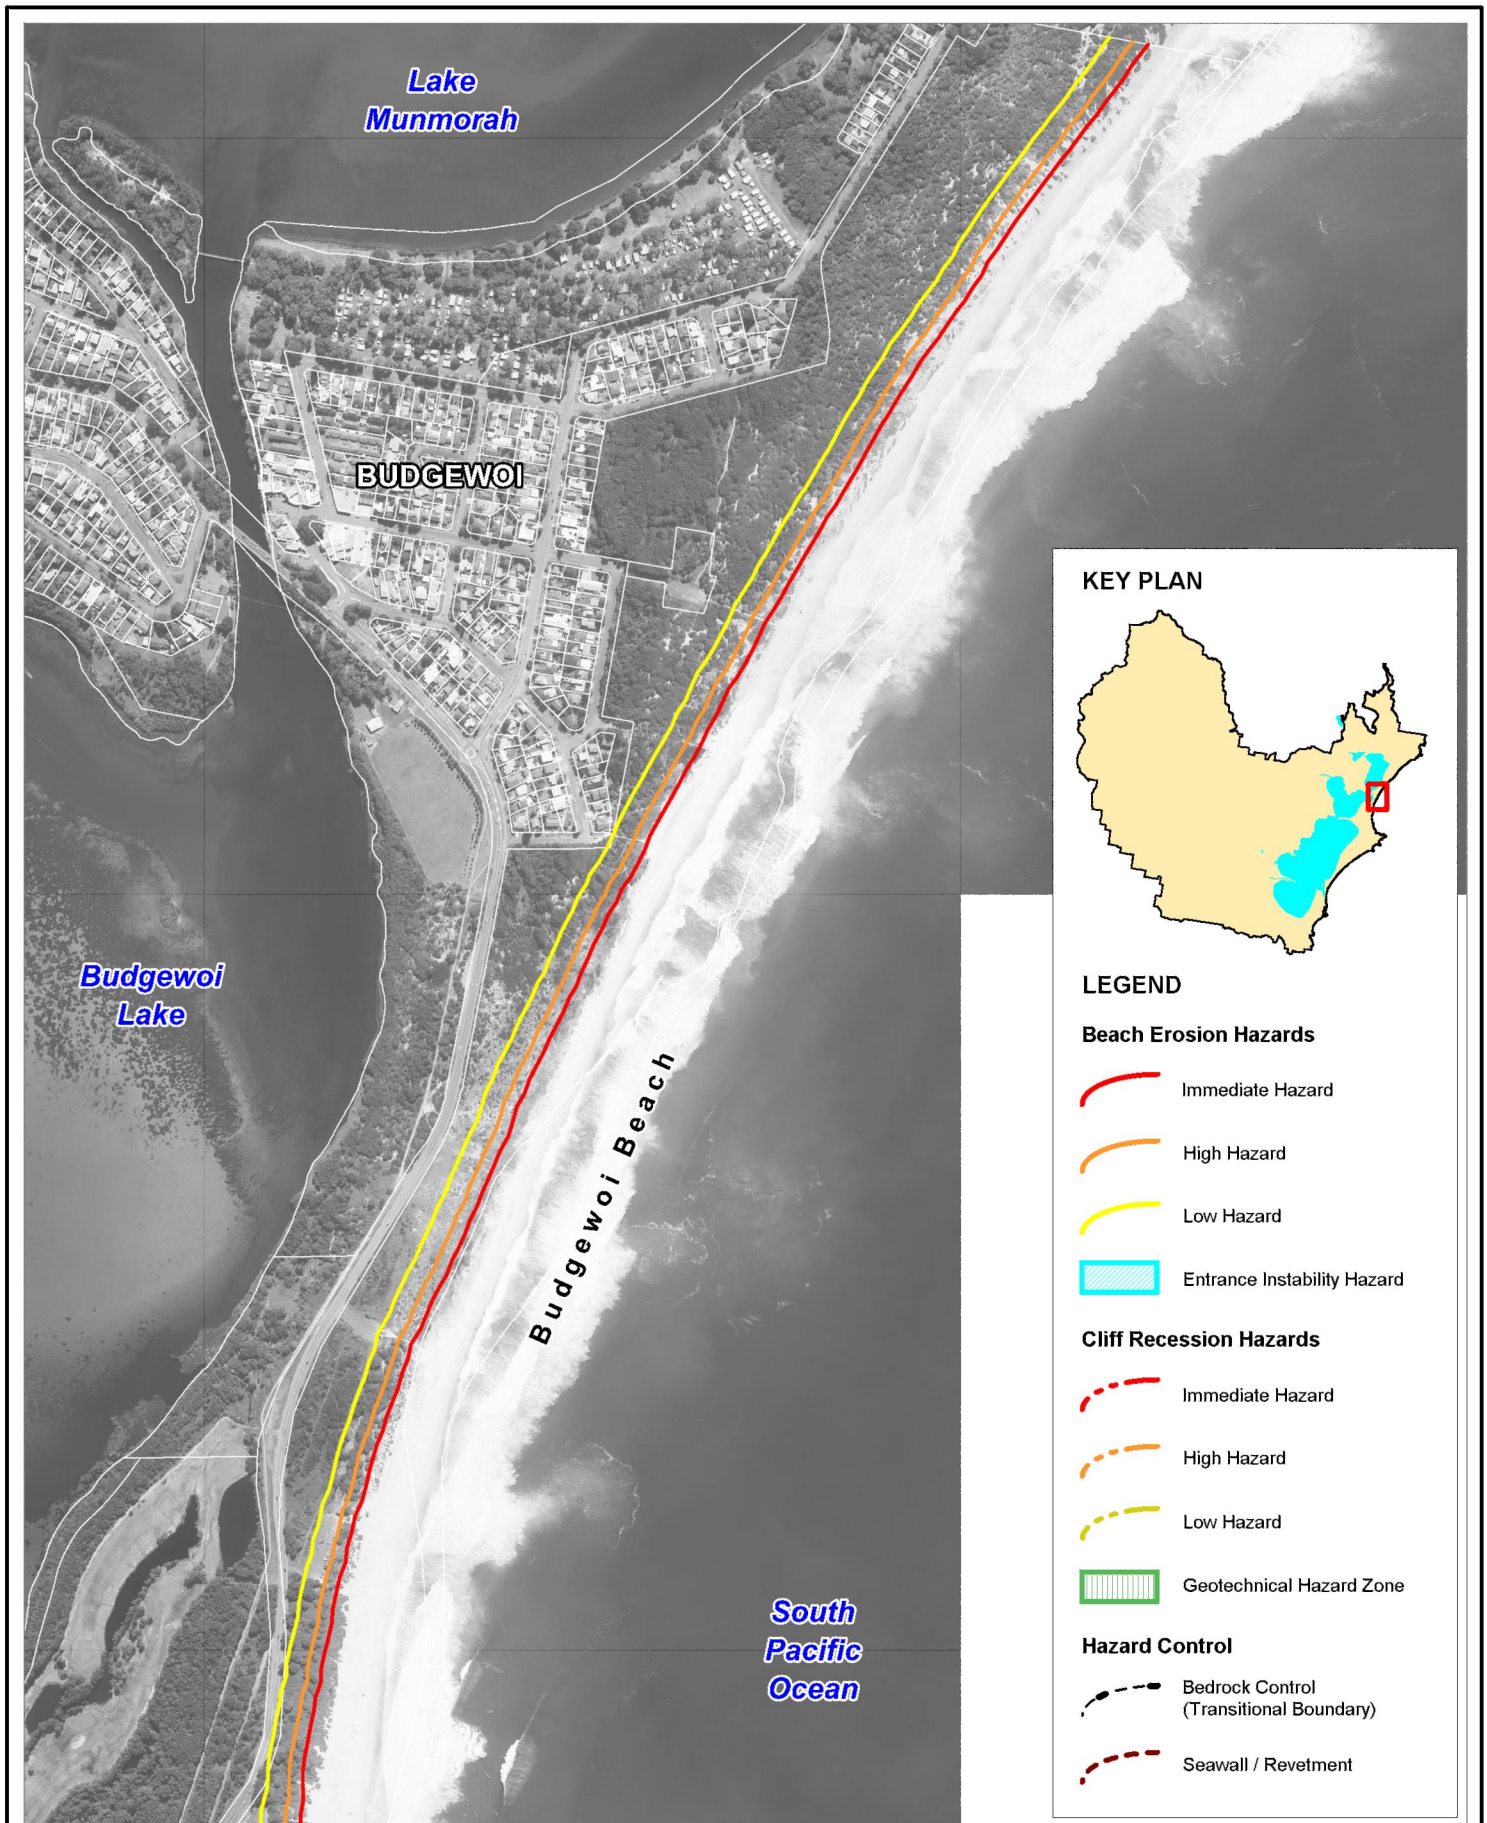 Lake
Munmorah
BUDGEWOI
Budgewoi
Lake
Budgewoi Beach
South
Pacific
Ocean
KEY PLAN
LEGEND
Beach Erosion Hazards
Immediate Hazard
High Hazard
Low Hazard
Entrance Instability Hazard
Cliff Recession Hazards
Immediate Hazard
High Hazard
Low Hazard
Geotechnical Hazard Zone
Hazard Control
Bedrock Control
(Transitional Boundary)
Seawall / Revetment